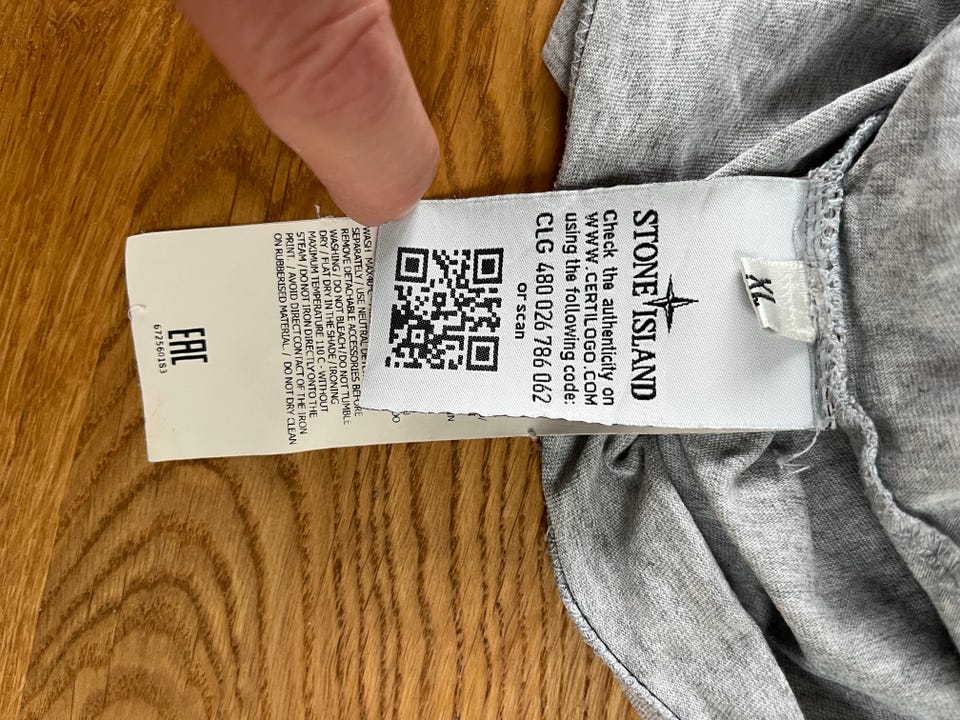 XL
STONE ISLAND
Check the authenticity on
WWW.CERTILOGO.COM
using the following code:
CLG 480 026 786 062
or scan
WASH MAX40°C -
SEPARATELY / USE NEUTRAL
REMOVE DETACHABLE ACCESSORIES BEFORE
WASHING / DO NOT BLEACH / DO NOT TUMBLE
DRY / FLAT DRY IN THE SHADE / IRONING
MAXIMUM TEMPERATURE 110 C - WITHOUT
STEAM / DO NOT IRON DIRECTLY ONTO THE
PRINT. / AVOID DIRECT CONTACT OF THE IRON
ON RUBBERISED MATERIAL. / DO NOT DRY CLEAN
EAC
672560183